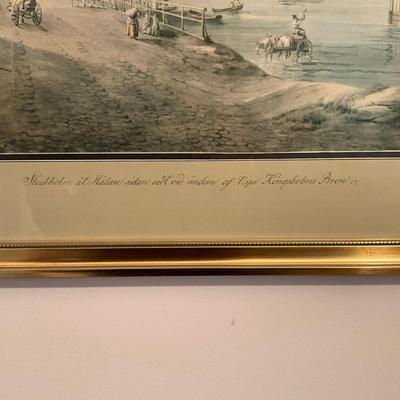 Stockholm åt Mälare sidan sedt vid ändan af Nya Kongsholms Bron